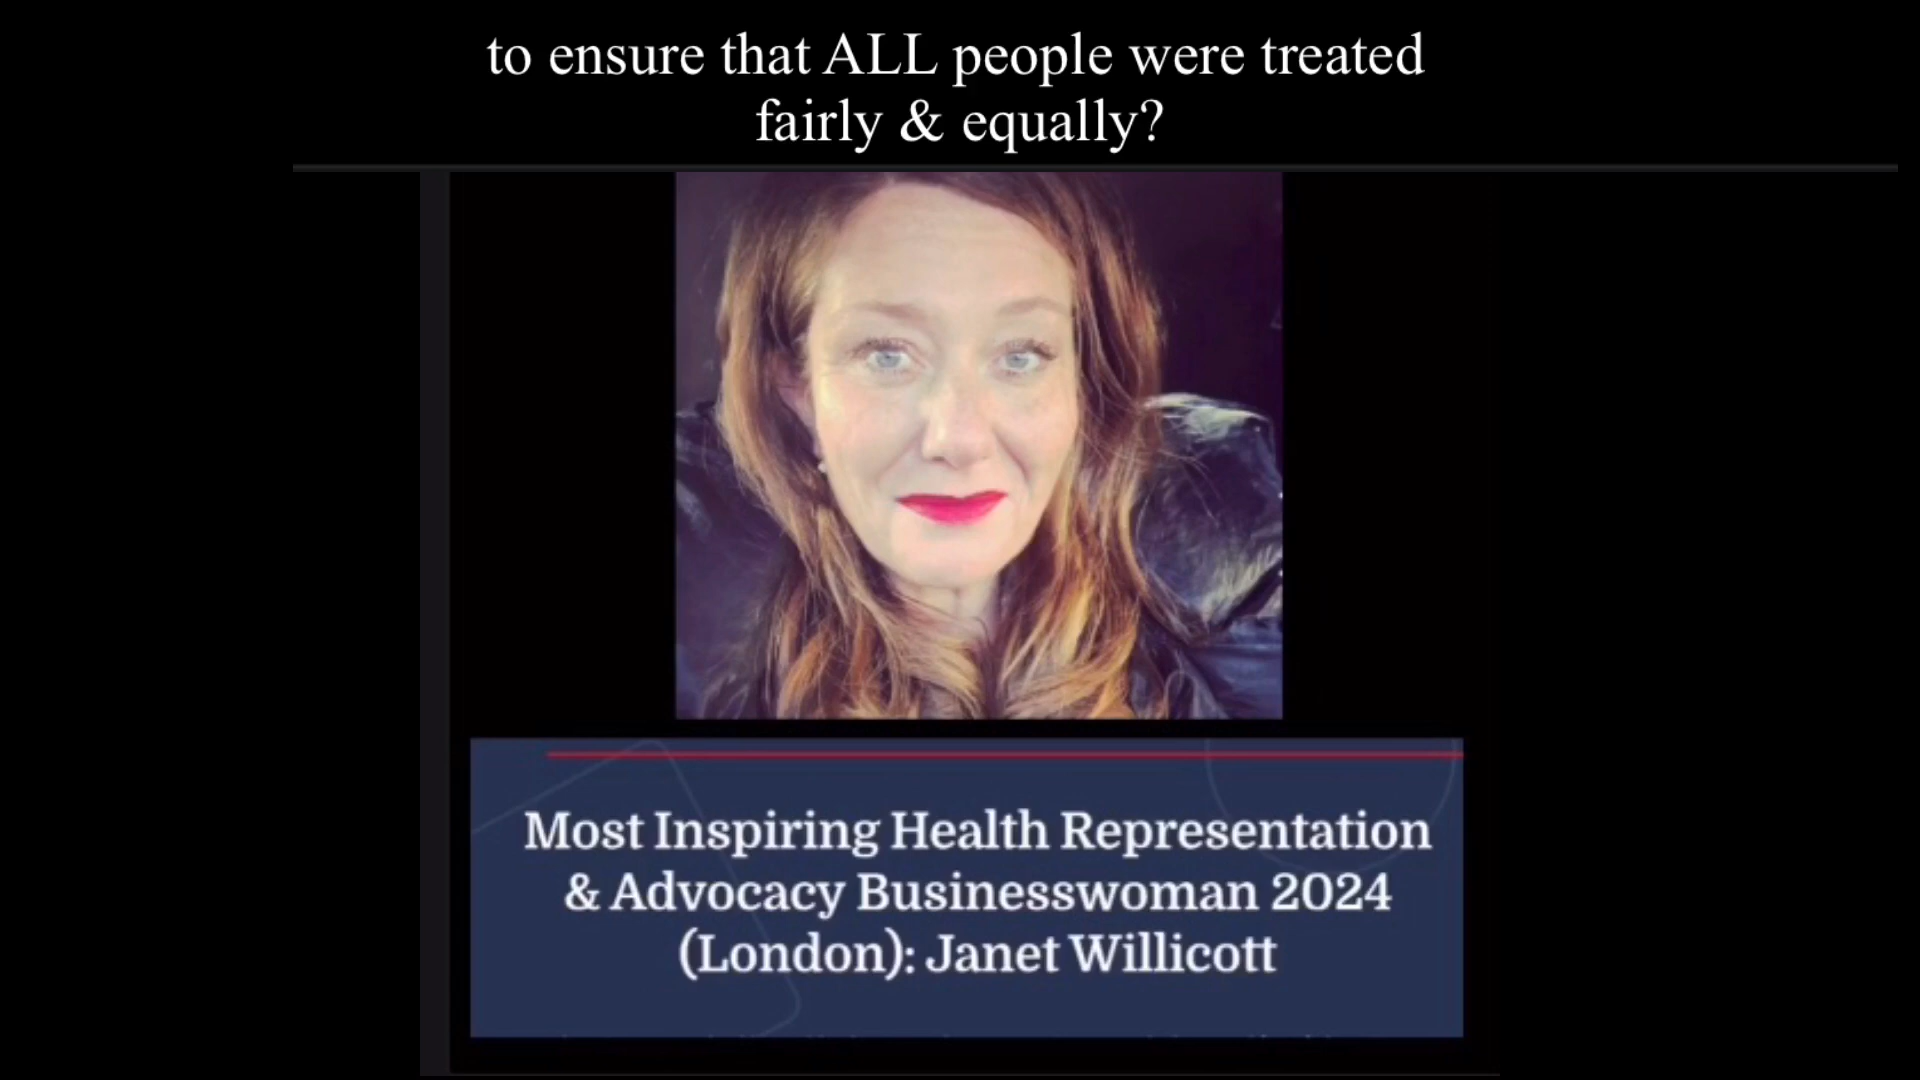 to ensure that ALL people were treated
fairly & equally?
Most Inspiring Health Representation
& Advocacy Businesswoman 2024
(London): Janet Willicott